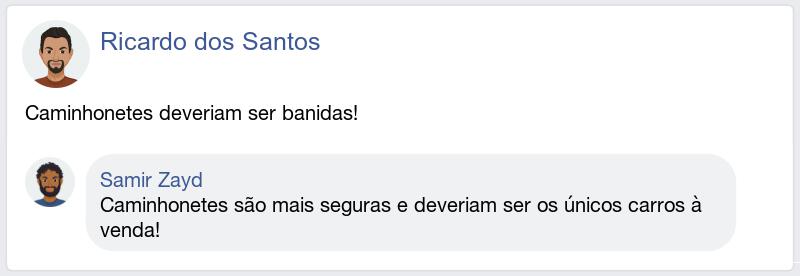 Ricardo dos Santos
Caminhonetes deveriam ser banidas!
Samir Zayd
Caminhonetes são mais seguras e deveriam ser os únicos carros à
venda!